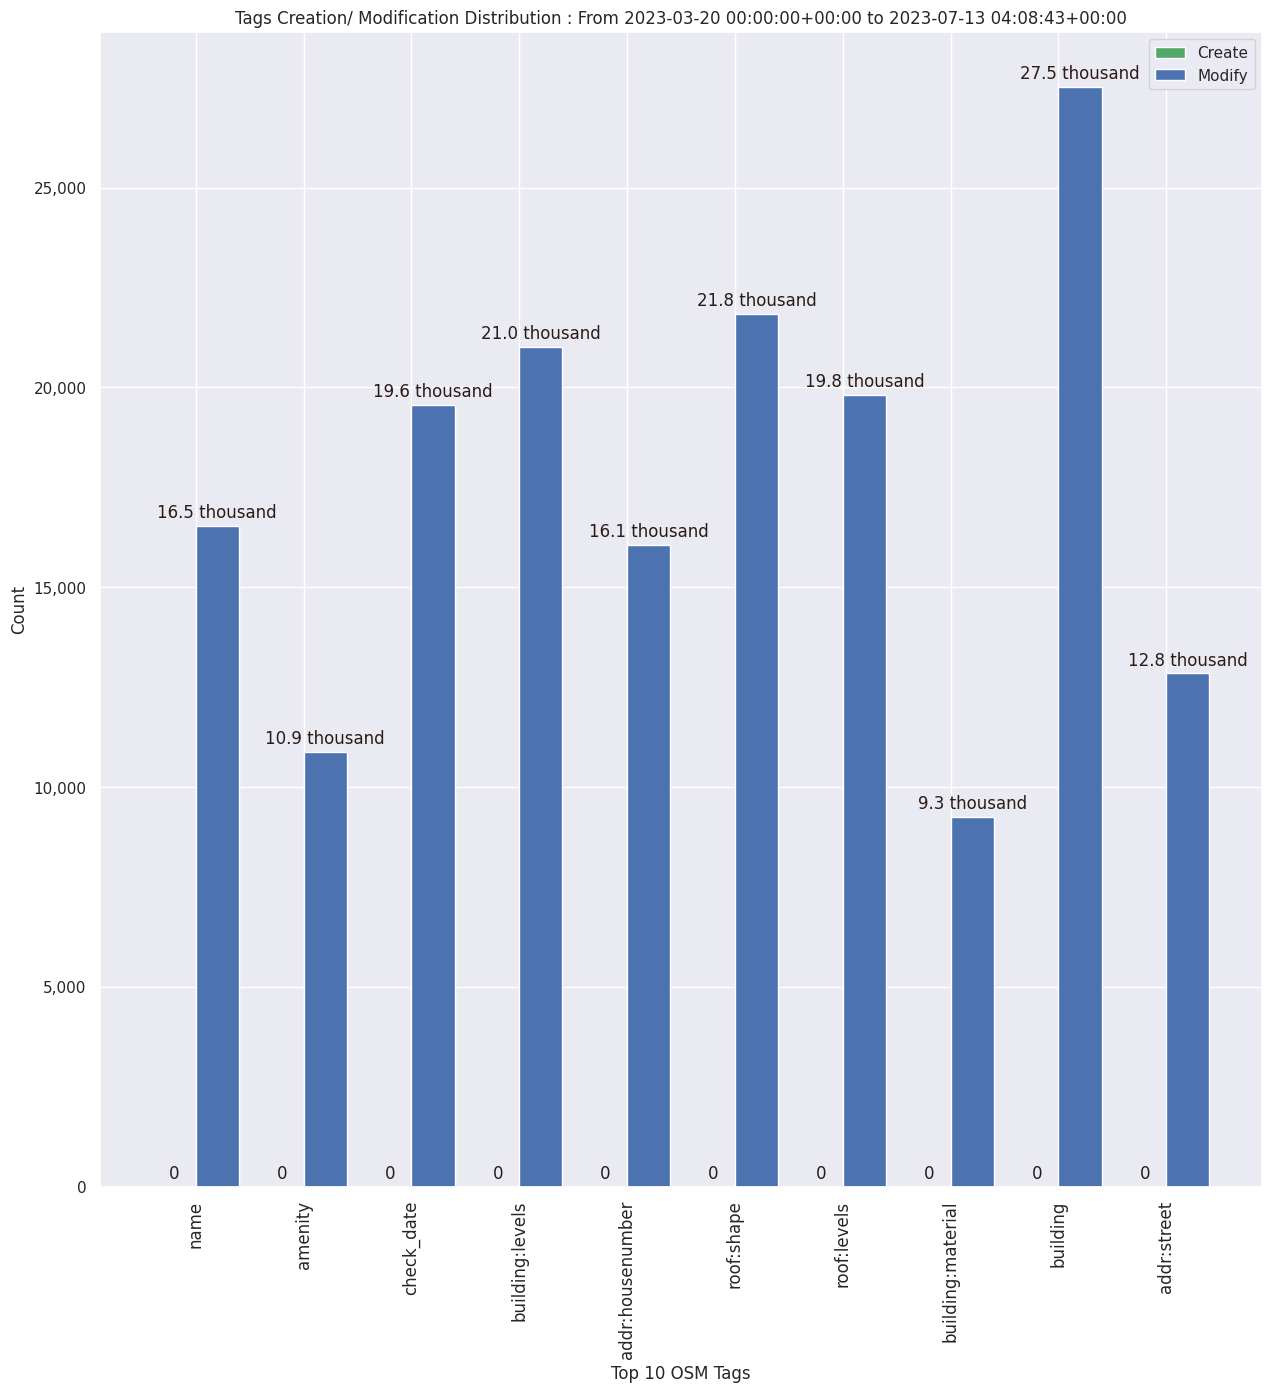 Tags Creation/ Modification Distribution : From 2023-03-20 00:00:00+00:00 to 2023-07-13 04:08:43+00:00
Create
Modify
Count
25,000
20,000
15,000
10,000
5,000
0
16.5 thousand
10.9 thousand
19.6 thousand
21.0 thousand
16.1 thousand
21.8 thousand
19.8 thousand
9.3 thousand
27.5 thousand
12.8 thousand
0
0
0
0
0
0
0
0
0
0
name
amenity
check_date
building:levels
addr:housenumber
roof:shape
roof:levels
building:material
building
addr:street
Top 10 OSM Tags